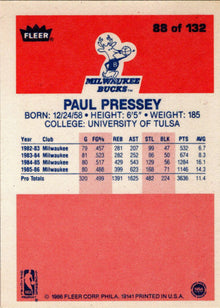 FLEER
88 of 132
MILWAUKEE
BUCKS™
PAUL PRESSEY
BORN: 12/24/58 • HEIGHT: 6'5" • WEIGHT: 185
COLLEGE: UNIVERSITY OF TULSA
Year Club G FG% REB AST STL BLK PTS AVG
1982-83 Milwaukee 79 457 281 207 99 47 532 6.7
1983-84 Milwaukee 81 523 282 252 86 50 674 8.3
1984-85 Milwaukee 80 517 429 543 129 56 1284 16.1
1985-86 Milwaukee 80 488 399 623 168 71 1146 14.3
Pro Totals 320 499 1391 1625 482 224 3636 11.4
© 1986 FLEER CORP. PHILA. 19141 PRINTED IN U.S.A.